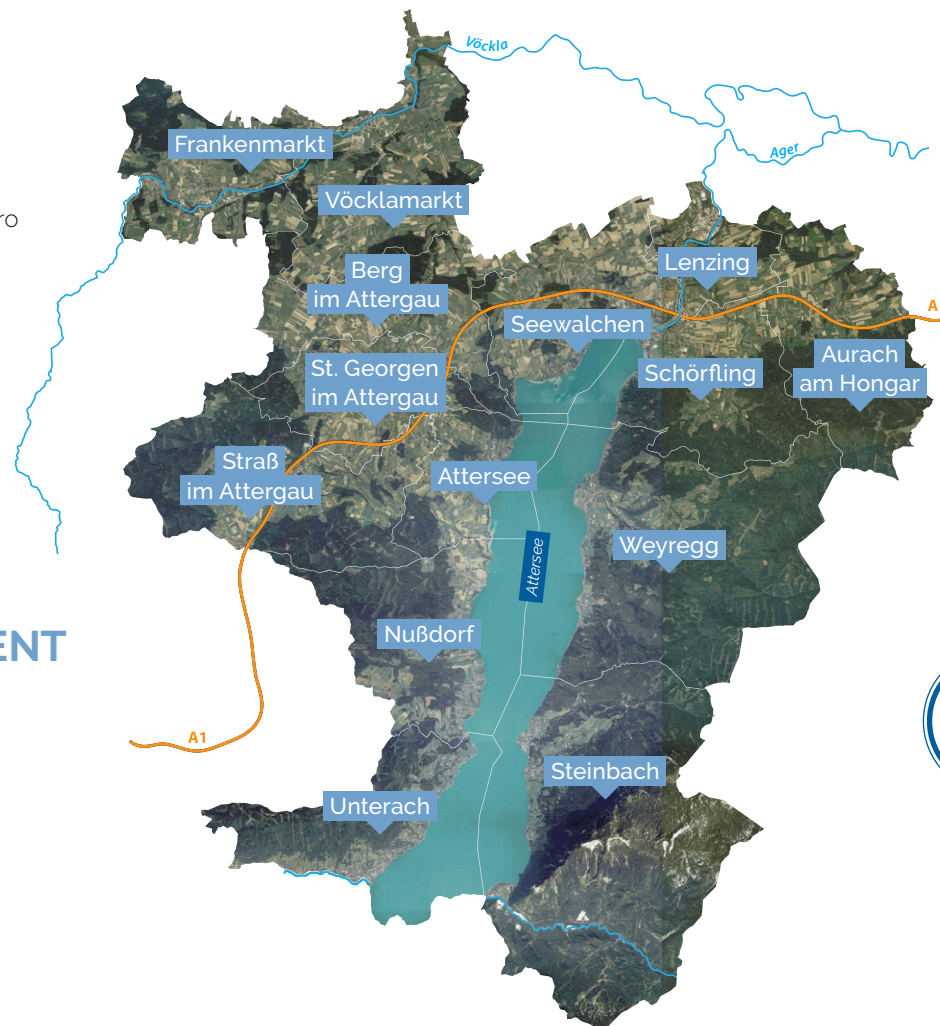 Vöckla
Frankenmarkt
Ager
ro
Vöcklamarkt
Lenzing
Berg
im Attergau
A
Seewalchen
St. Georgen
im Attergau
Schörfling
Aurach
am Hongar
Straß
im Attergau
Attersee
Weyregg
Attersee
Nußdorf
ENT
A1
Steinbach
Unterach